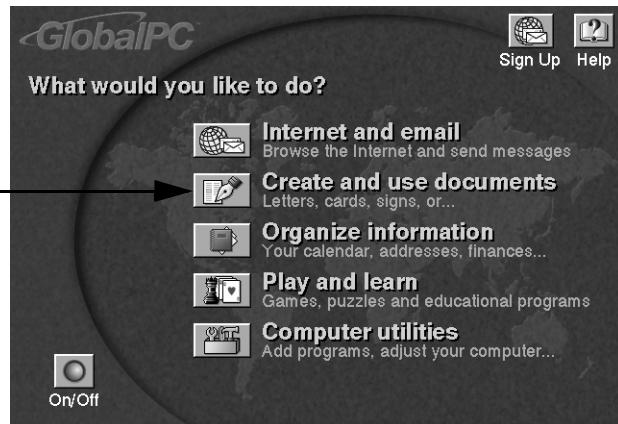 GlobalPC
Sign Up Help
What would you like to do?
Internet and email
Browse the Internet and send messages
Create and use documents
Letters, cards, signs, or...
Organize information
Your calendar, addresses, finances...
Play and learn
Games, puzzles and educational programs
Computer utilities
Add programs, adjust your computer...
On/Off